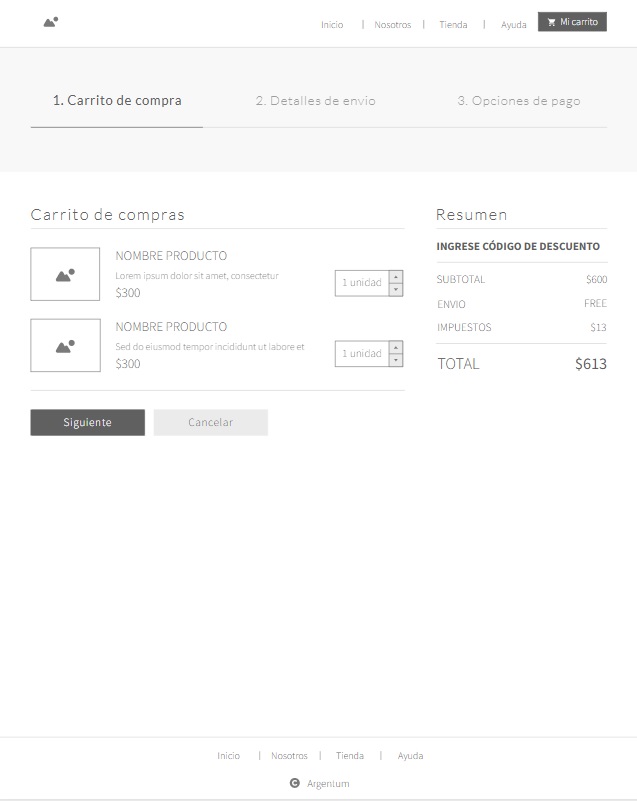 Inicio | Nosotros | Tienda | Ayuda Mi carrito
1. Carrito de compra 2. Detalles de envio 3. Opciones de pago
Carrito de compras
NOMBRE PRODUCTO
Lorem ipsum dolor sit amet, consectetur
$300
1 unidad
NOMBRE PRODUCTO
Sed do eiusmod tempor incididunt ut labore et
$300
1 unidad
Siguiente Cancelar
Resumen
INGRESE CÓDIGO DE DESCUENTO
SUBTOTAL $600
ENVIO FREE
IMPUESTOS $13
TOTAL $613
Inicio | Nosotros | Tienda | Ayuda
© Argentum